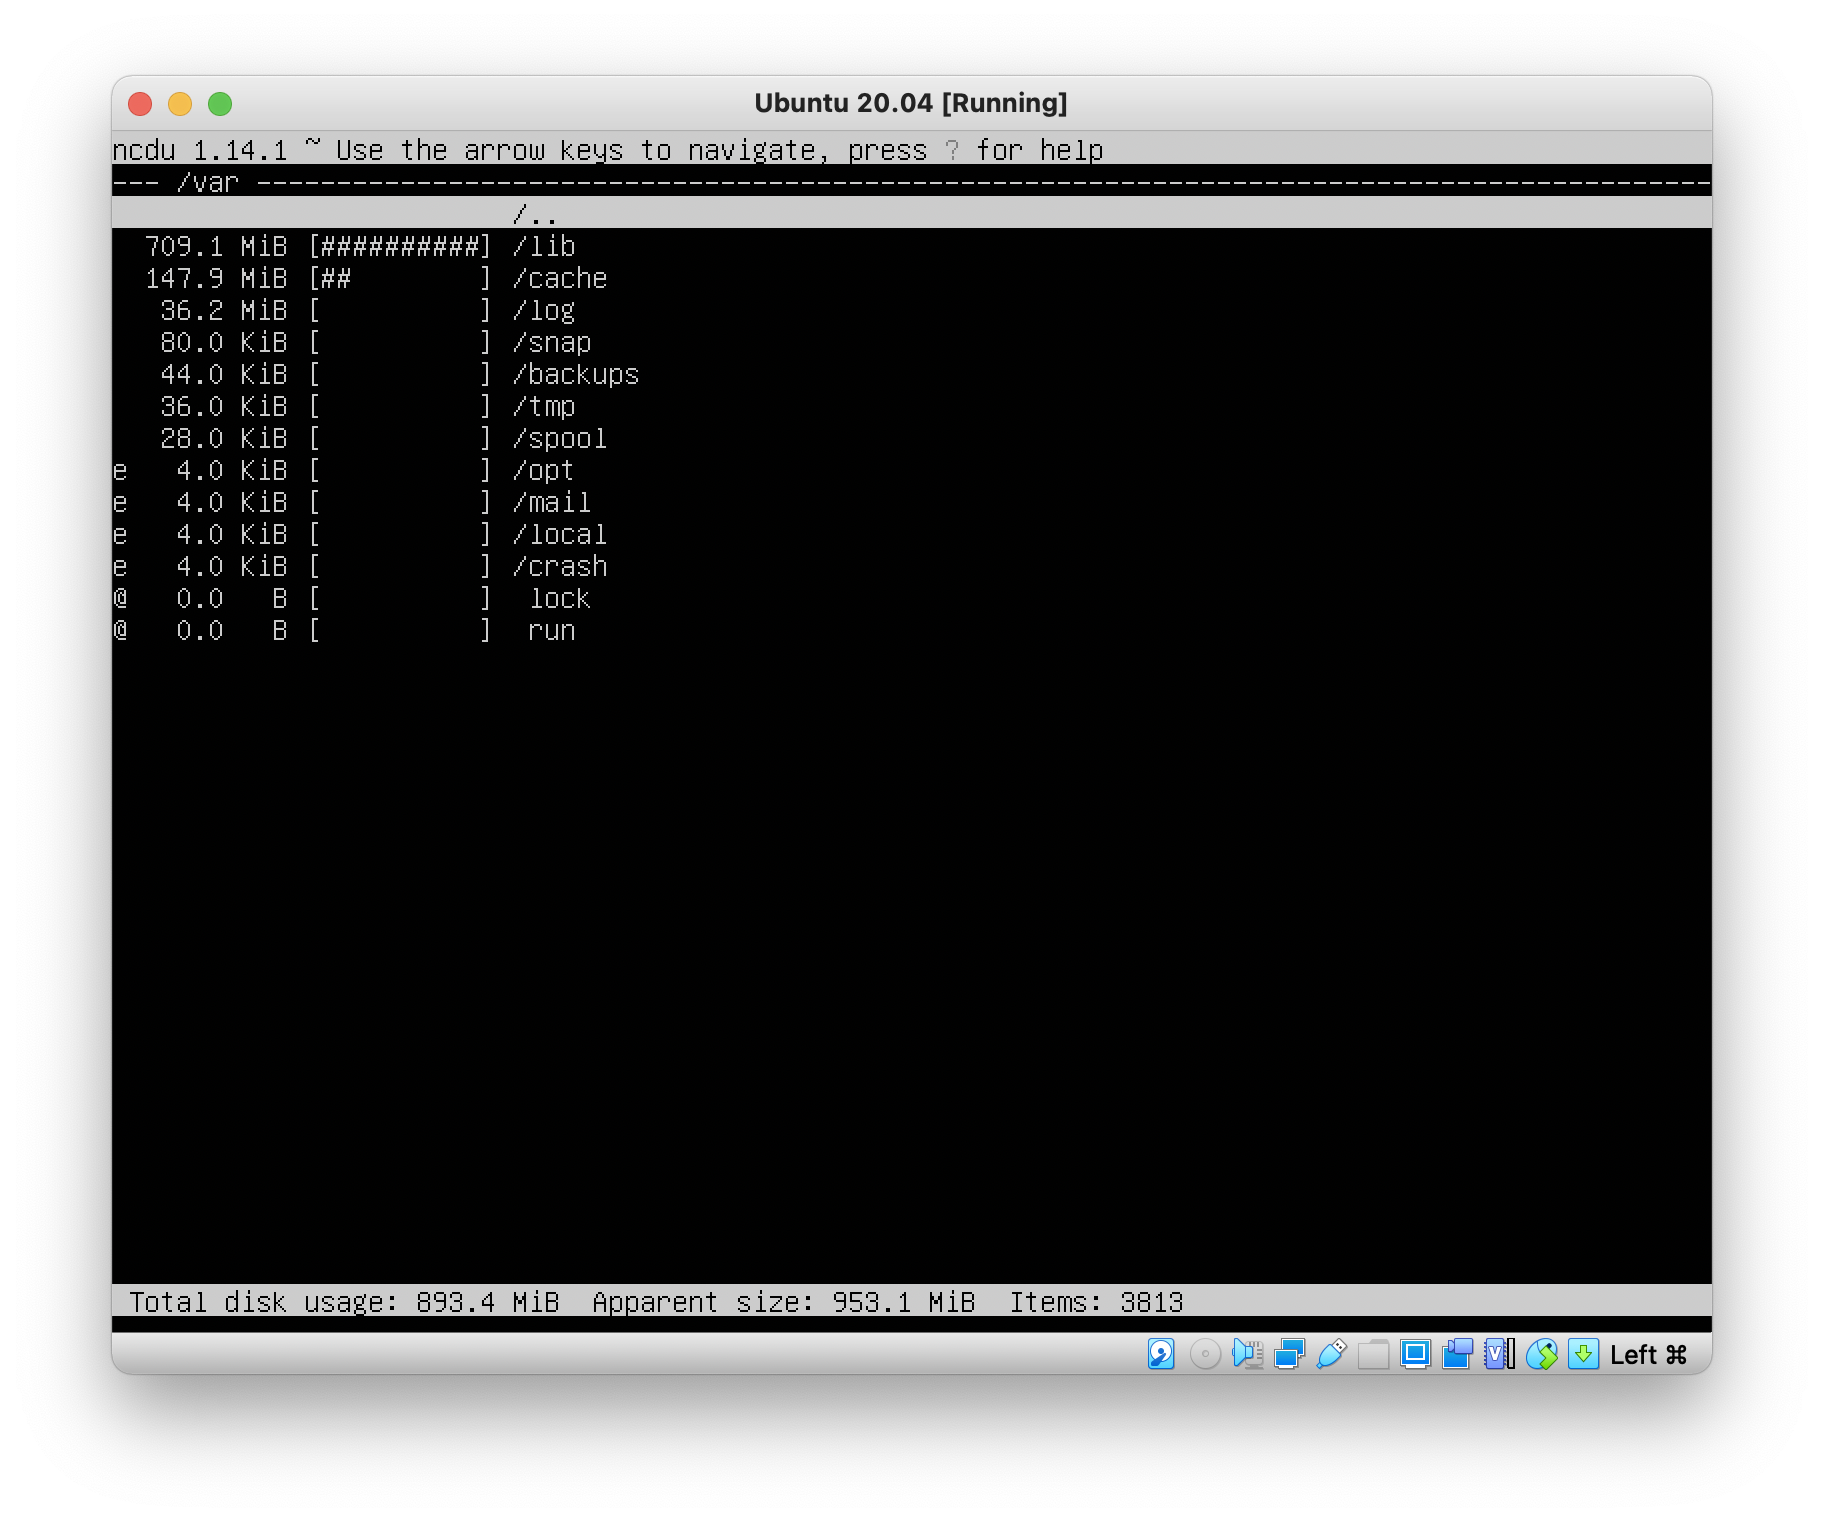 Ubuntu 20.04 [Running]
ncdu 1.14.1 ~ Use the arrow keys to navigate, press ? for help
--- /var -------------------------------------------------------------------------------------------
/..
709.1 MiB [##########] /lib
147.9 MiB [##        ] /cache
36.2 MiB [          ] /log
80.0 KiB [          ] /snap
44.0 KiB [          ] /backups
36.0 KiB [          ] /tmp
28.0 KiB [          ] /spool
e   4.0 KiB [          ] /opt
e   4.0 KiB [          ] /mail
e   4.0 KiB [          ] /local
e   4.0 KiB [          ] /crash
@   0.0   B [          ]  lock
@   0.0   B [          ]  run
Total disk usage: 893.4 MiB  Apparent size: 953.1 MiB  Items: 3813
Left ⌘